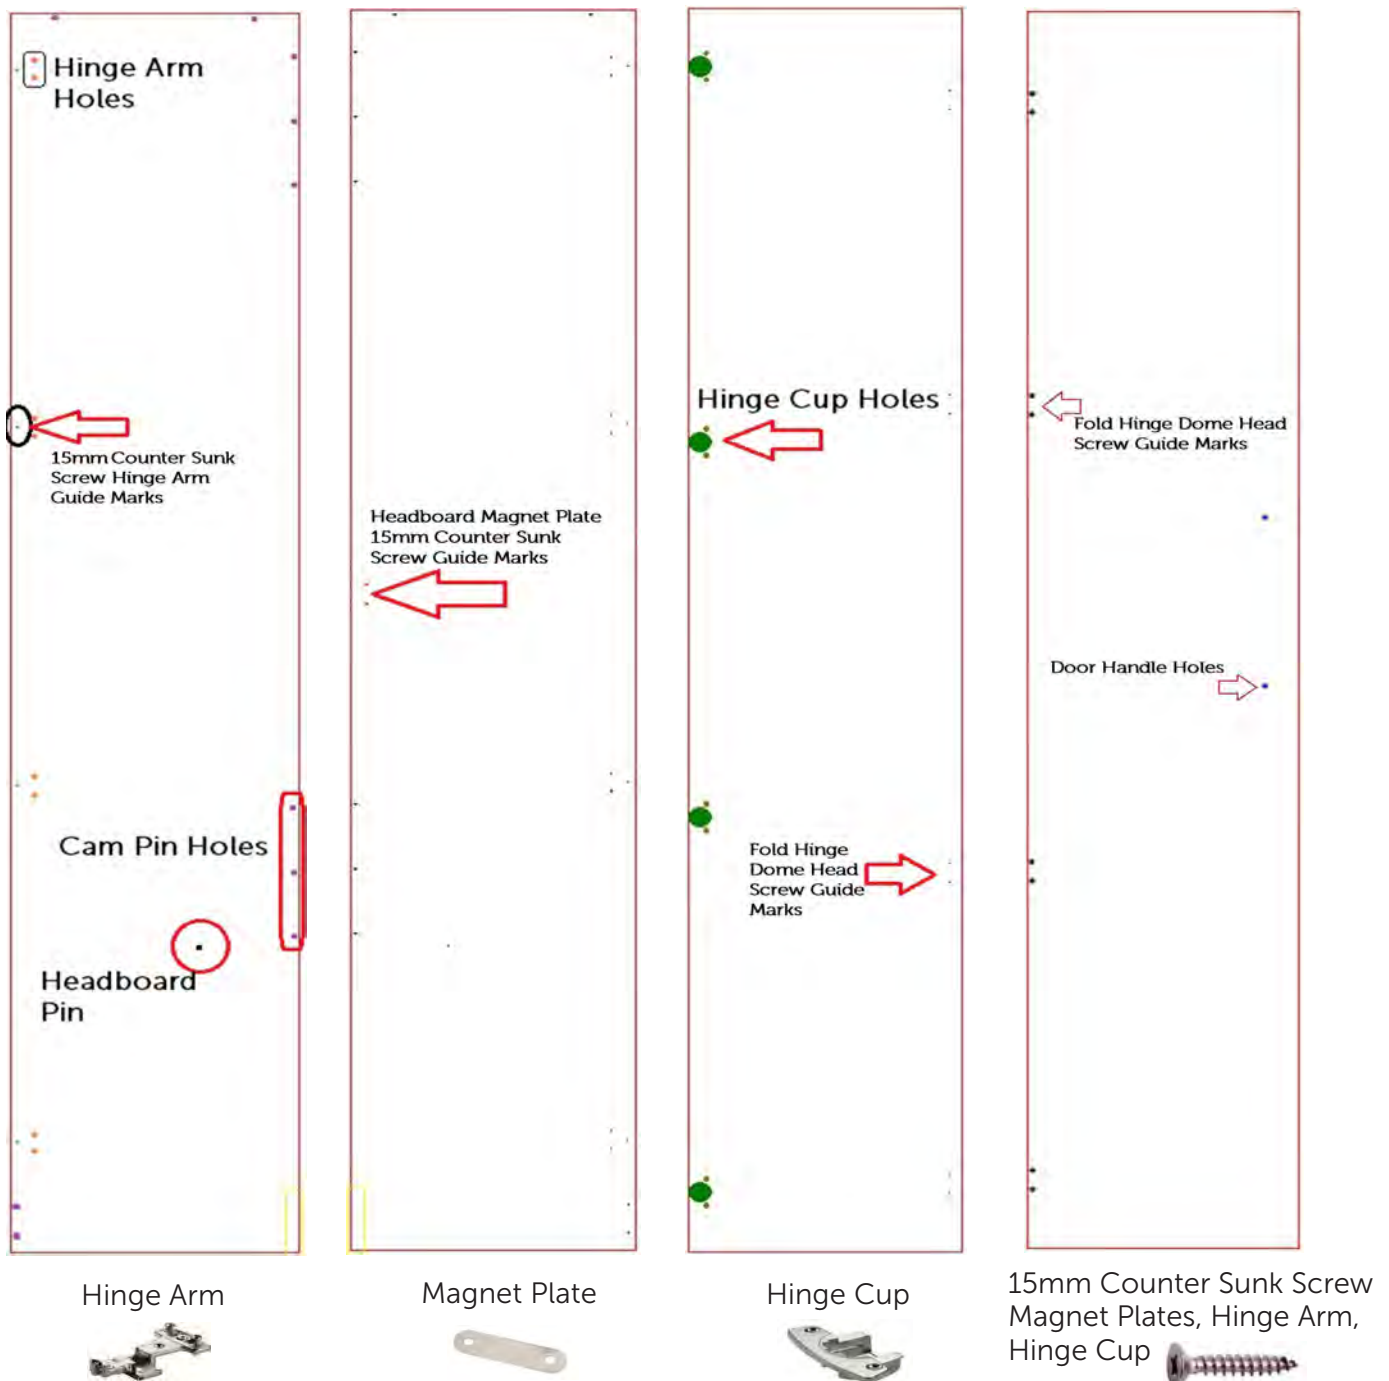 Hinge Arm
Holes
15mm Counter Sunk
Screw Hinge Arm
Guide Marks
Cam Pin Holes
Headboard
Pin
Headboard Magnet Plate
15mm Counter Sunk
Screw Guide Marks
Hinge Cup Holes
Fold Hinge
Dome Head
Screw Guide
Marks
Fold Hinge Dome Head
Screw Guide Marks
Door Handle Holes
Hinge Arm
Magnet Plate
Hinge Cup
15mm Counter Sunk Screw
Magnet Plates, Hinge Arm,
Hinge Cup